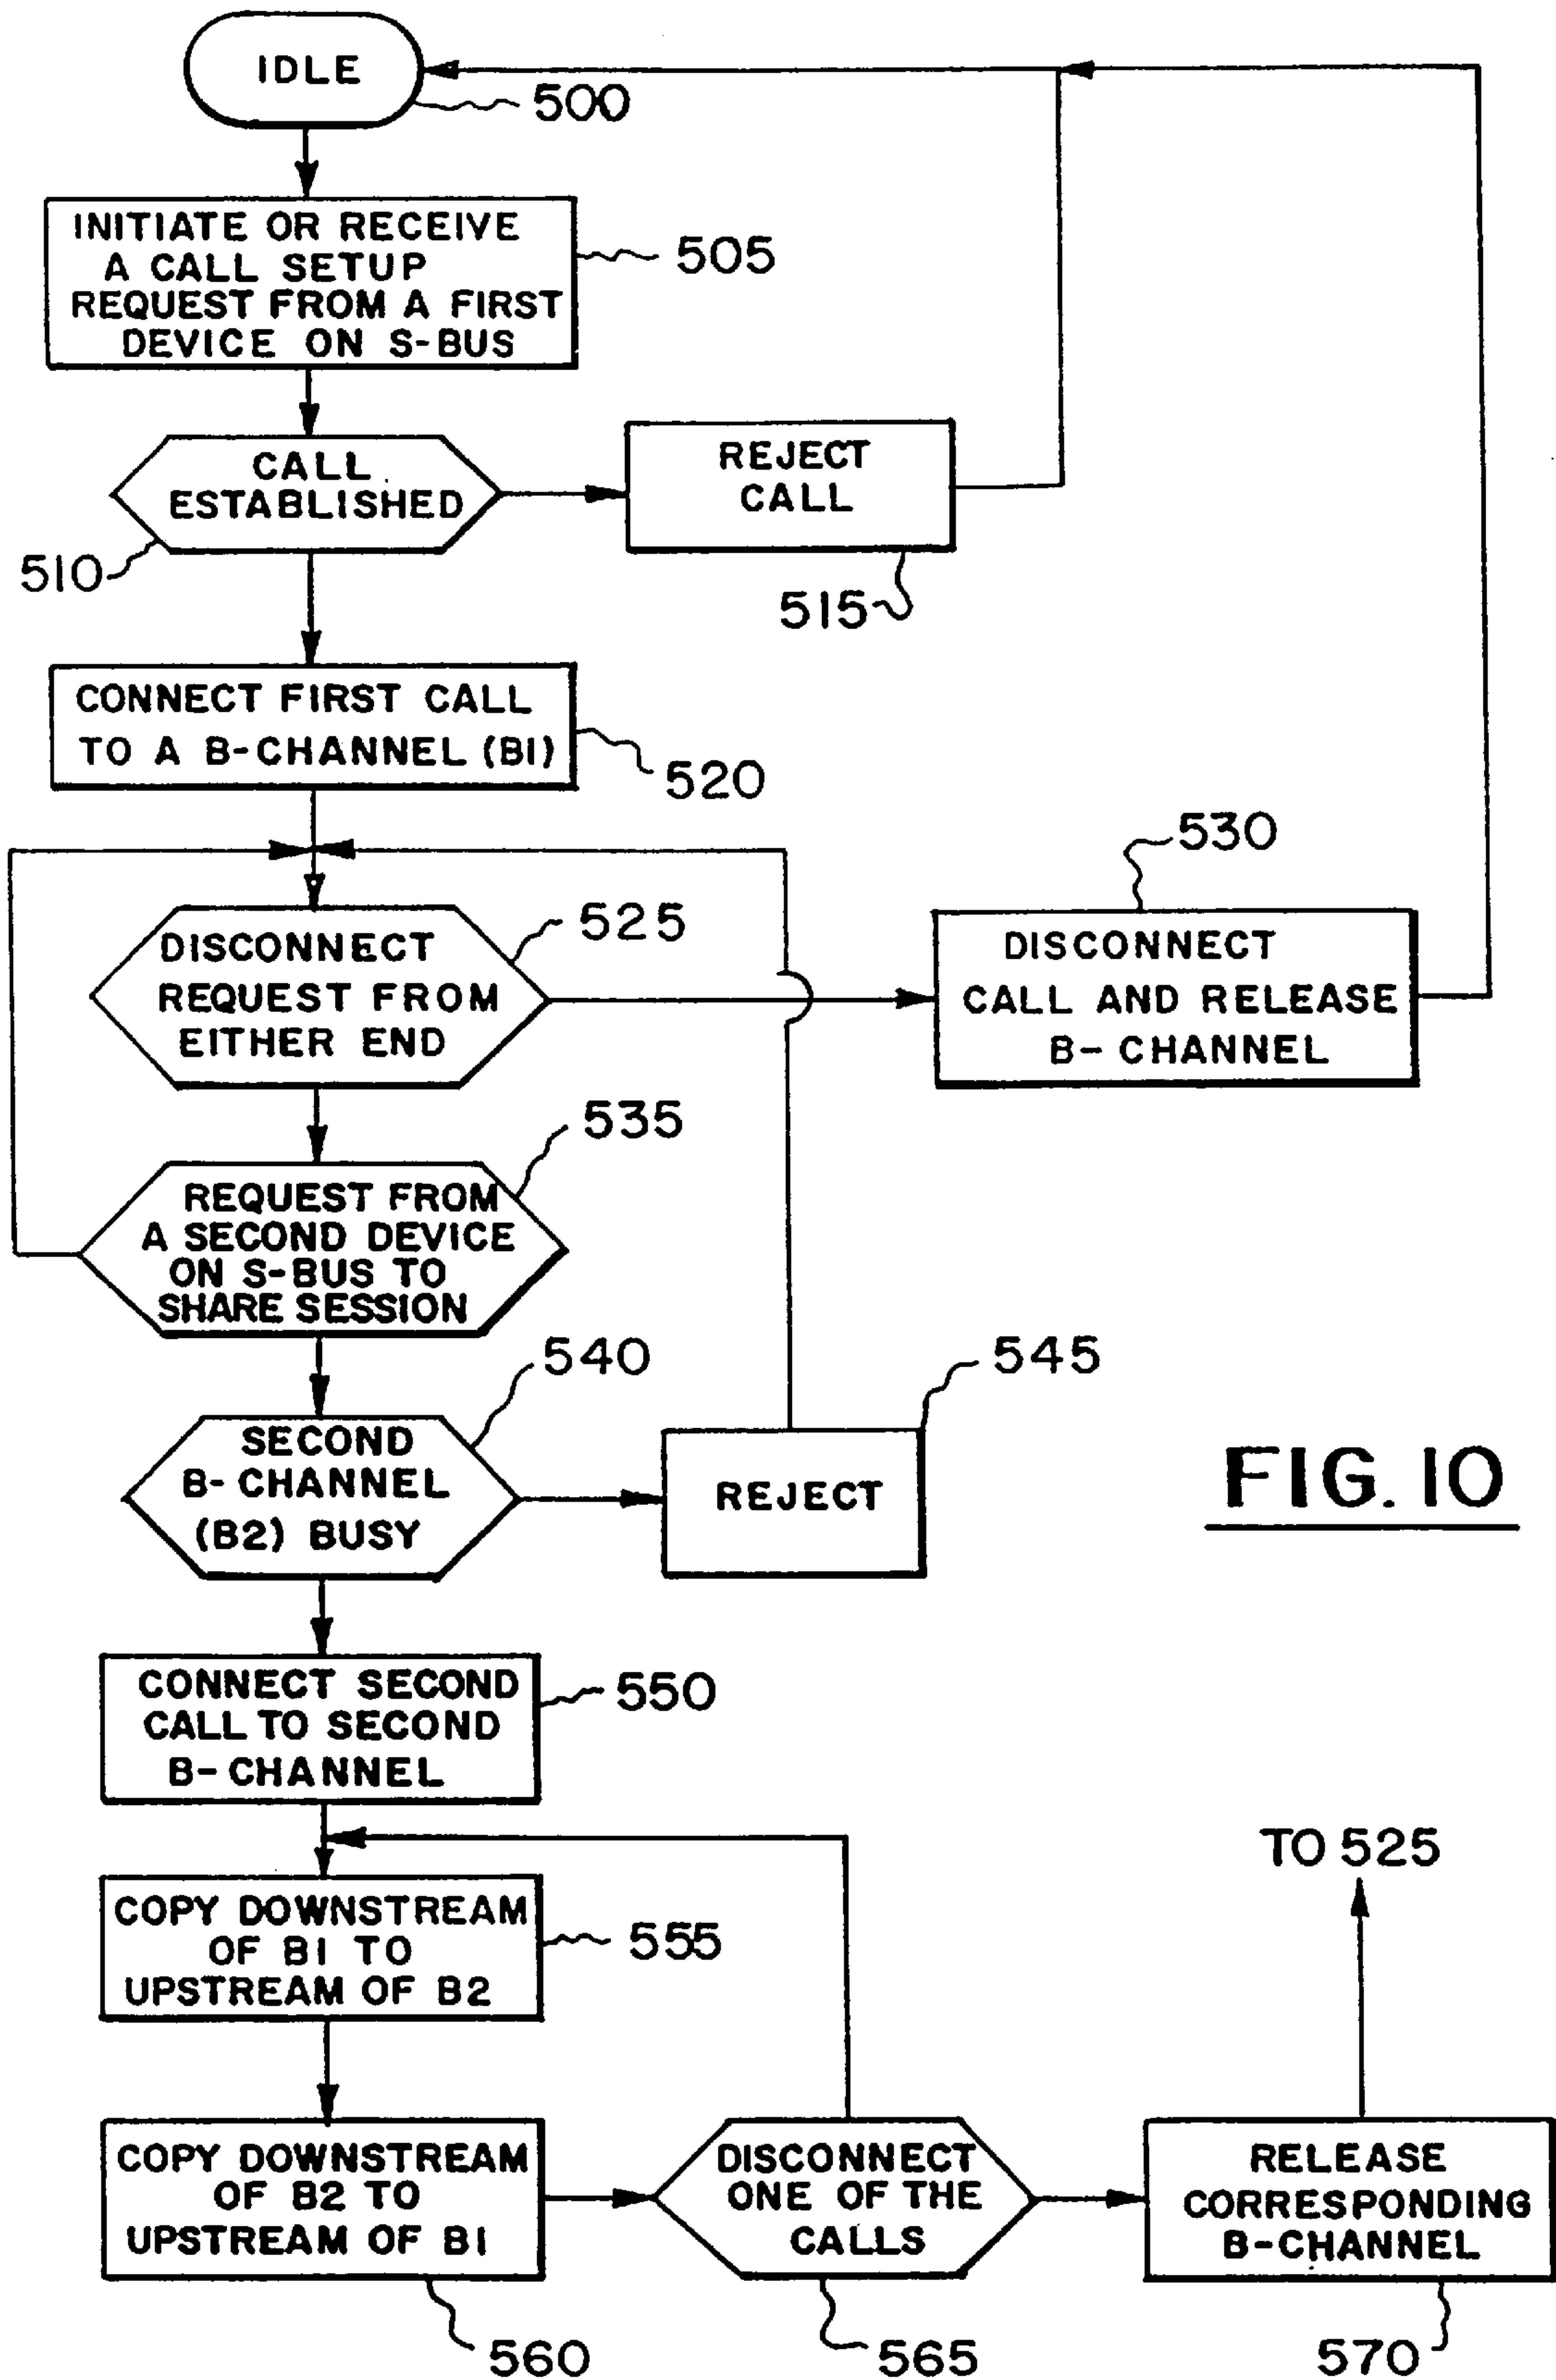 IDLE
500
INITIATE OR RECEIVE
A CALL SETUP
REQUEST FROM A FIRST
DEVICE ON S-BUS
505
CALL
ESTABLISHED
510
REJECT
CALL
515
CONNECT FIRST CALL
TO A B-CHANNEL (B1)
520
DISCONNECT
REQUEST FROM
EITHER END
525
530
DISCONNECT
CALL AND RELEASE
B- CHANNEL
535
REQUEST FROM
A SECOND DEVICE
ON S-BUS TO
SHARE SESSION
540
SECOND
B- CHANNEL
(B2) BUSY
545
REJECT
FIG. 10
CONNECT SECOND
CALL TO SECOND
B- CHANNEL
550
TO 525
COPY DOWNSTREAM
OF B1 TO
UPSTREAM OF B2
555
COPY DOWNSTREAM
OF B2 TO
UPSTREAM OF B1
560
DISCONNECT
ONE OF THE
CALLS
565
RELEASE
CORRESPONDING
B-CHANNEL
570